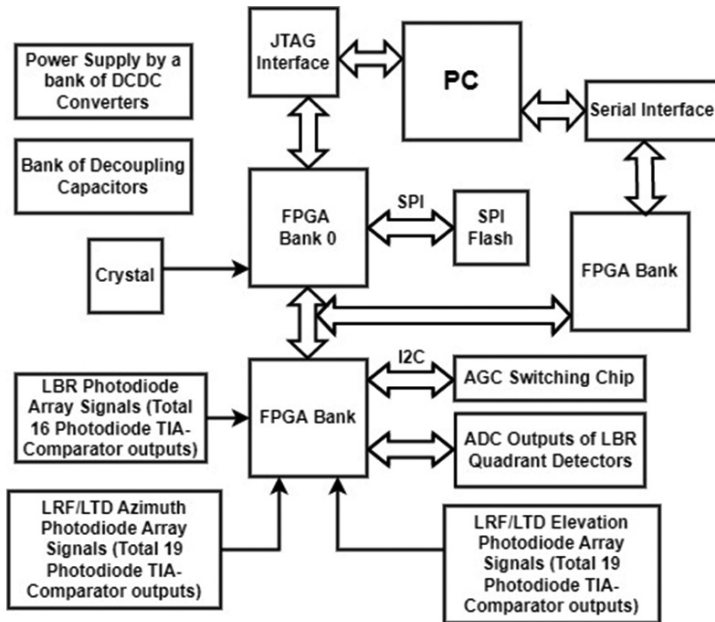 JTAG
Interface
PC
Power Supply by a
bank of DCDC
Converters
Serial Interface
Bank of Decoupling
Capacitors
FPGA
Bank 0
SPI
SPI
Flash
FPGA Bank
Crystal
I2C
LBR Photodiode
Array Signals (Total
16 Photodiode TIA-
Comparator outputs)
FPGA Bank
AGC Switching Chip
ADC Outputs of LBR
Quadrant Detectors
LRF/LTD Azimuth
Photodiode Array
Signals (Total 19
Photodiode TIA-
Comparator outputs)
LRF/LTD Elevation
Photodiode Array
Signals (Total 19
Photodiode TIA-
Comparator outputs)